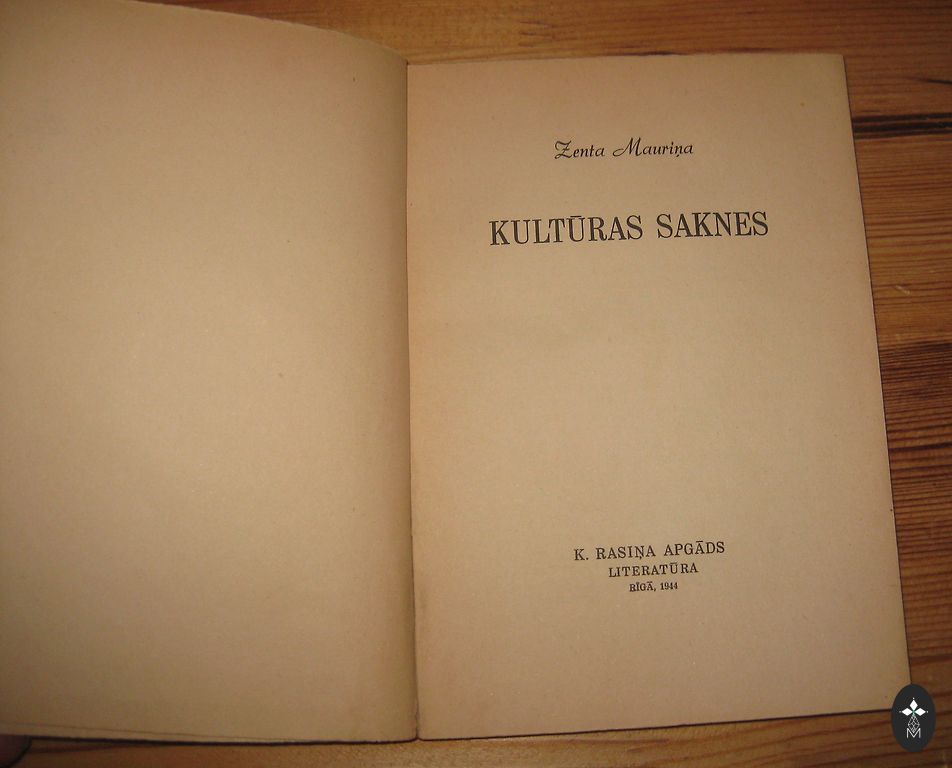 Zenta Mauriņa
KULTŪRAS SAKNES
K. RASIŅA APGĀDS
LITERATŪRA
RĪGĀ, 1944